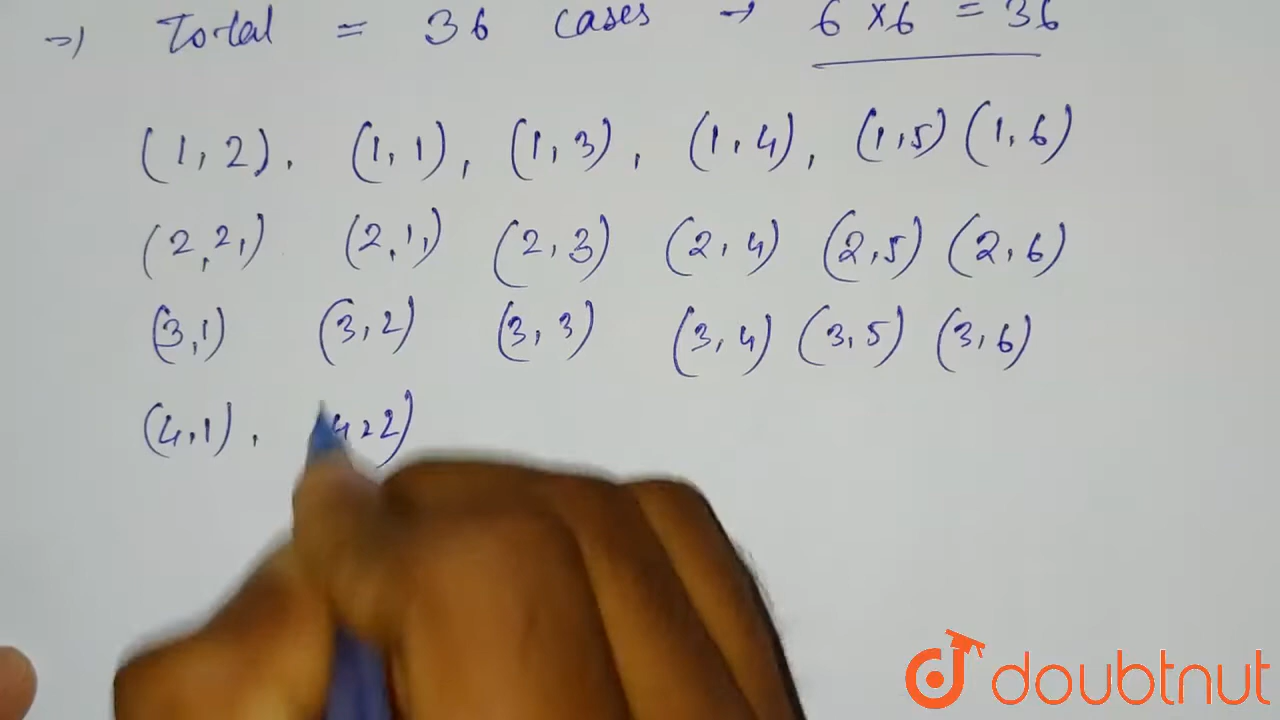 ⇒ Total = 36 cases → 6 × 6 = 36
(1, 2). (1, 1), (1, 3), (1, 4), (1,5) (1, 6)
(2,2,) (2,1,) (2, 3) (2, 4) (2,5) (2, 6)
(3,1) (3,2) (3, 3) (3, 4) (3,5) (3,6)
(4,1), (4,2)
doubtnut